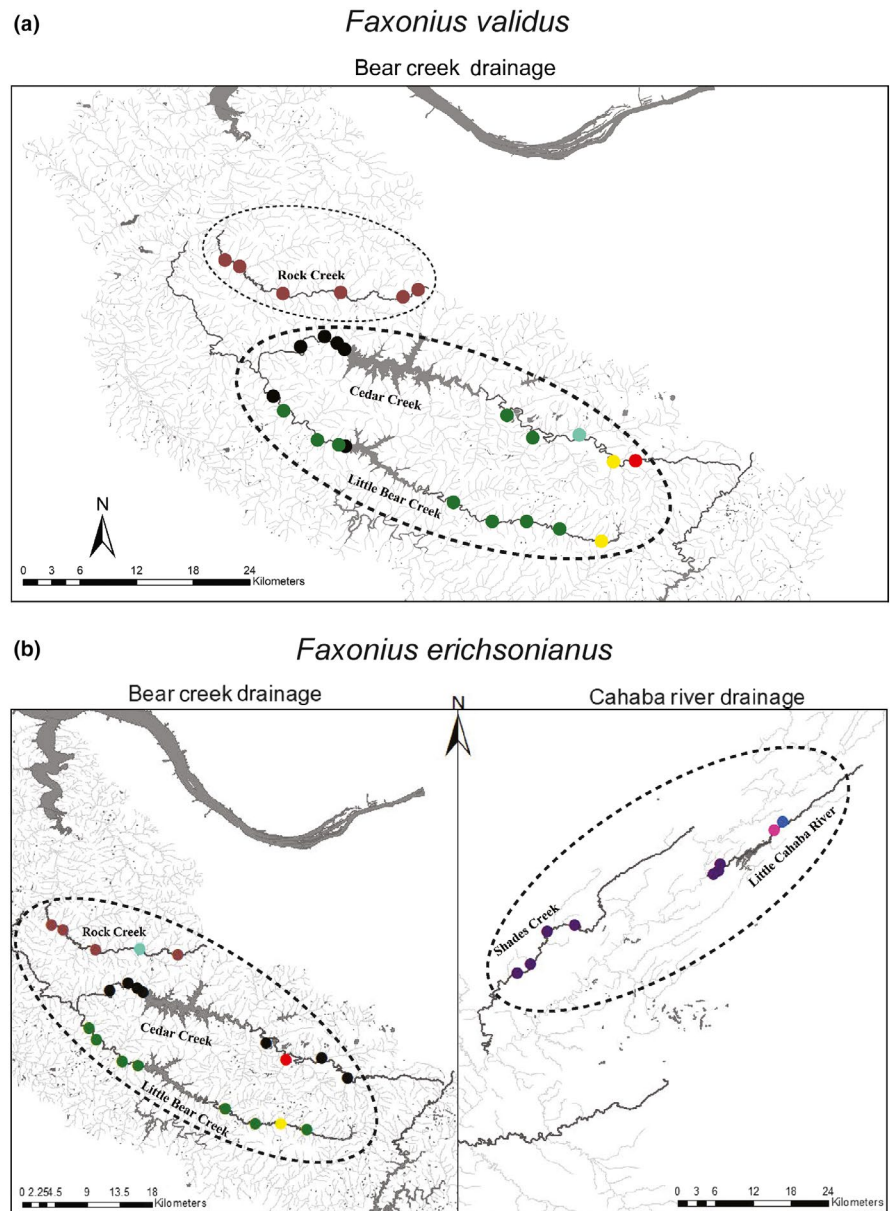 (a)
Faxonius validus
Bear creek drainage
Rock Creek
Cedar Creek
Little Bear Creek
N
0 3 6 12 18 24
Kilometers
(b)
Faxonius erichsonianus
Bear creek drainage
N
Cahaba river drainage
Rock Creek
Cedar Creek
Little Bear Creek
Shades Creek
Little Cahaba River
0 2.254.5 9 13.5 18
Kilometers
0 3 6 12 18 24
Kilometers